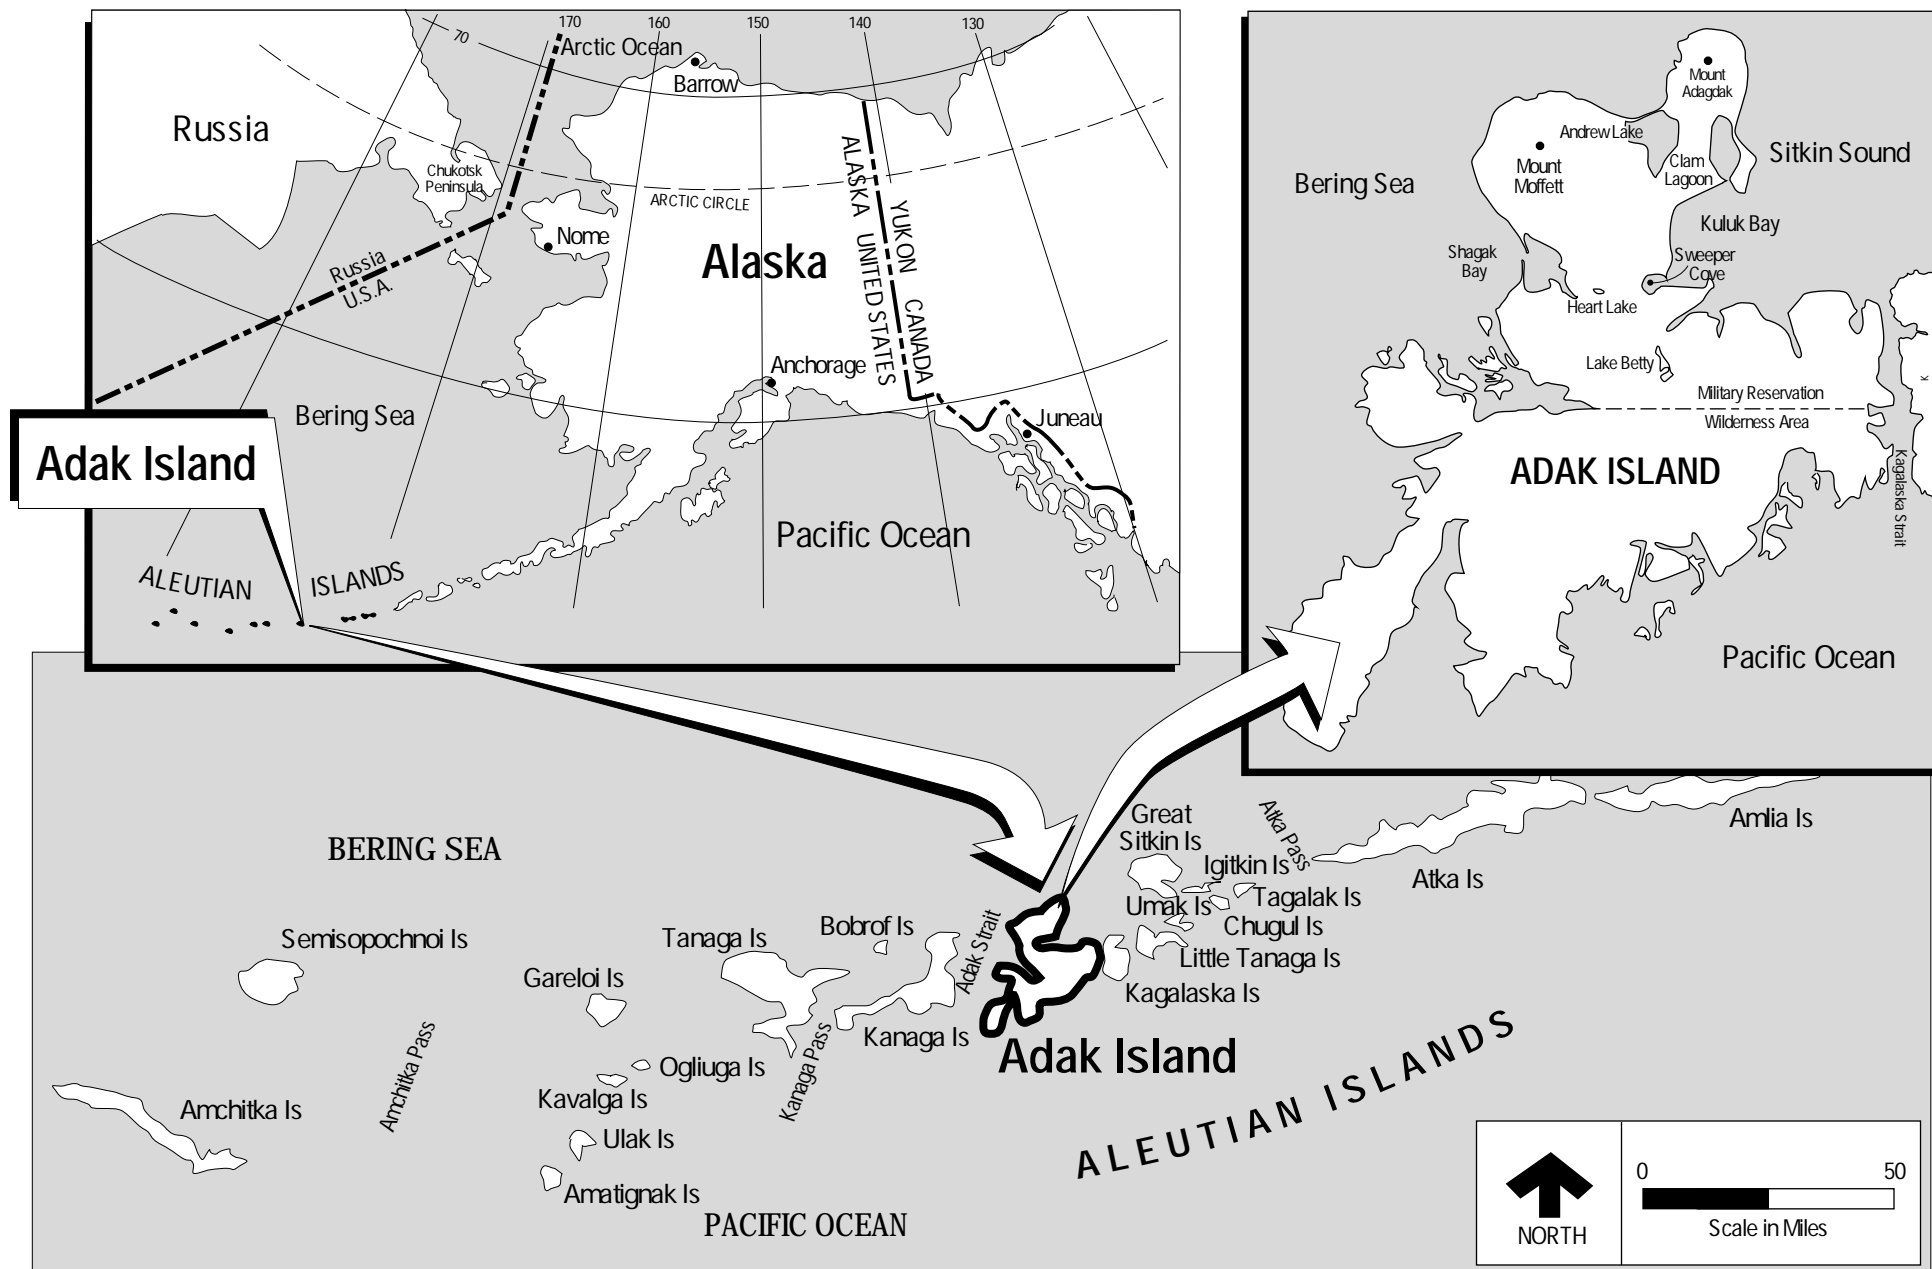 170
160
150
140
130
70
Arctic Ocean
Barrow
Russia
Chukotsk
Peninsula
ARCTIC CIRCLE
Nome
Alaska
ALASKA UNITED STATES
YUKON CANADA
Russia
U.S.A.
Anchorage
Bering Sea
Juneau
Adak Island
Pacific Ocean
ALEUTIAN ISLANDS
Mount
Adagdak
Andrew Lake
Mount
Moffett
Clam
Lagoon
Sitkin Sound
Bering Sea
Kuluk Bay
Shagak
Bay
Sweeper
Cove
Heart Lake
Lake Betty
K
Military Reservation
Wilderness Area
ADAK ISLAND
Kagalaska Strait
Pacific Ocean
BERING SEA
Great
Sitkin Is
Atka Pass
Amlia Is
Igitkin Is
Atka Is
Tagalak Is
Umak Is
Chugul Is
Semisopochnoi Is
Tanaga Is
Bobrof Is
Adak Strait
Little Tanaga Is
Gareloi Is
Kagalaska Is
Kanaga Is
Adak Island
Amchitka Pass
Ogliuga Is
Kanaga Pass
Kavalga Is
Amchitka Is
Ulak Is
Amatignak Is
ALEUTIAN ISLANDS
PACIFIC OCEAN
NORTH
0
50
Scale in Miles